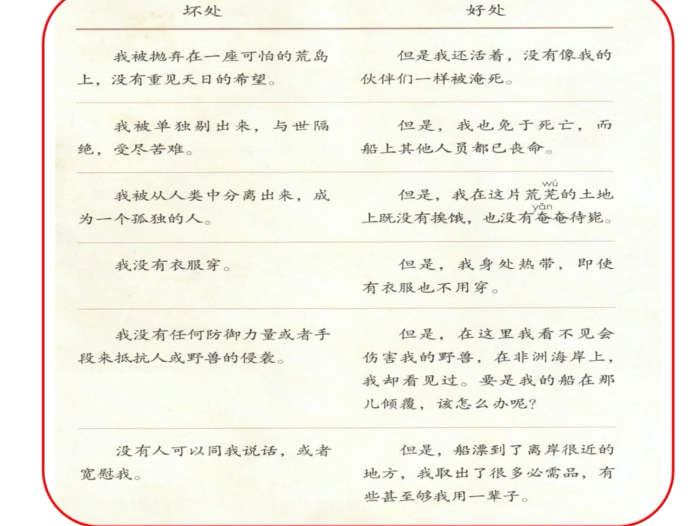 坏处
好处
我被抛弃在一座可怕的荒岛
上，没有重见天日的希望。
但是我还活着，没有像我的
伙伴们一样被淹死。
我被单独剔出来，与世隔
绝，受尽苦难。
但是，我也免于死亡，而
船上其他人员都已丧命。
我被从人类中分离出来，成
为一个孤独的人。
wú
但是，我在这片荒芜的土地
yǎn
上既没有挨饿，也没有奄奄待毙。
我没有衣服穿。
但是，我身处热带，即使
有衣服也不用穿。
我没有任何防御力量或者手
段来抵抗人或野兽的侵袭。
但是，在这里我看不见会
伤害我的野兽，在非洲海岸上，
我却看见过。要是我的船在那
儿倾覆，该怎么办呢？
没有人可以同我说话，或者
宽慰我。
但是，船漂到了离岸很近的
地方，我取出了很多必需品，有
些甚至够我用一辈子。